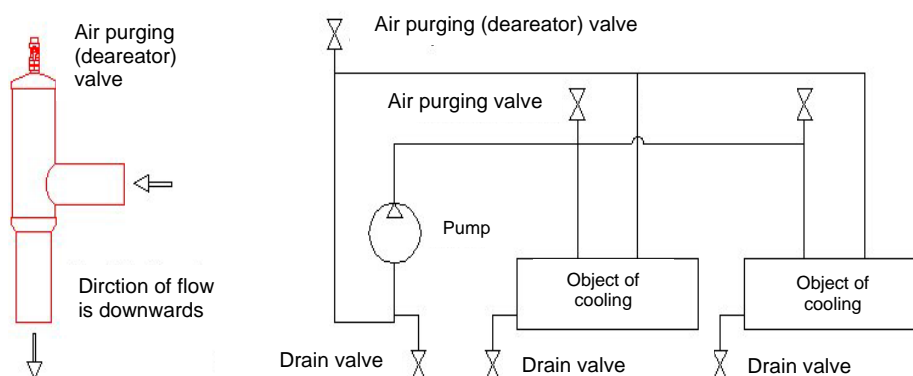 Air purging
(deareator)
valve
Dirction of flow
is downwards
Air purging (deareator) valve
Air purging valve
Pump
Object of
cooling
Object of
cooling
Drain valve
Drain valve
Drain valve